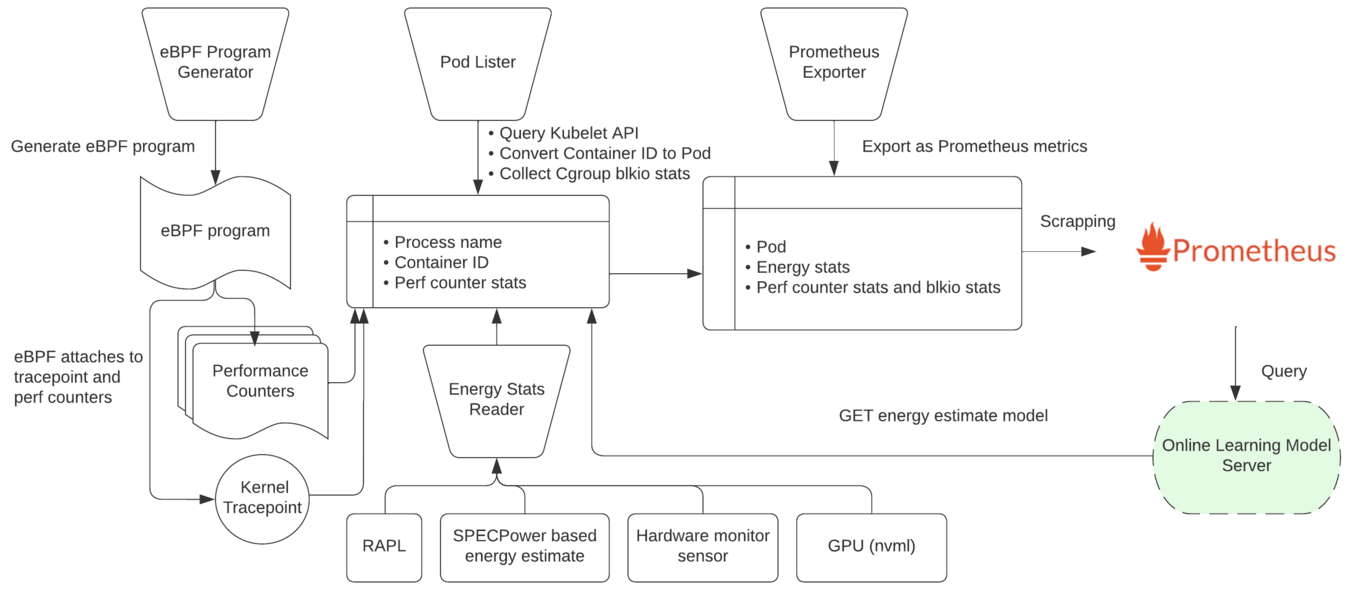 eBPF Program
Generator
Pod Lister
Prometheus
Exporter
Generate eBPF program
• Query Kubelet API
• Convert Container ID to Pod
• Collect Cgroup blkio stats
Export as Prometheus metrics
eBPF program
• Process name
• Container ID
• Perf counter stats
• Pod
• Energy stats
• Perf counter stats and blkio stats
Scrapping
Prometheus
eBPF attaches to
tracepoint and
perf counters
Performance
Counters
Energy Stats
Reader
Query
GET energy estimate model
Online Learning Model
Server
Kernel
Tracepoint
RAPL
SPECPower based
energy estimate
Hardware monitor
sensor
GPU (nvml)